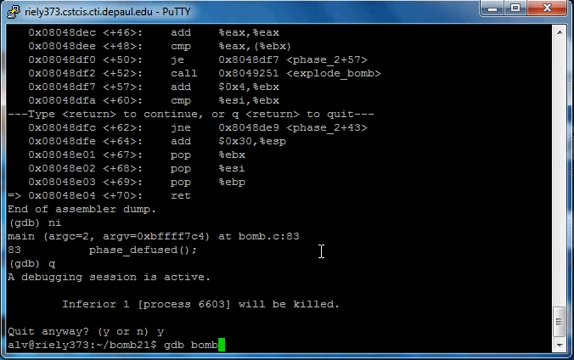 riely373.cstcis.cti.depaul.edu - PuTTY
0x08048dec <+46>: add %eax,%eax
0x08048dee <+48>: cmp %eax,(%ebx)
0x08048df0 <+50>: je 0x8048df7 <phase_2+57>
0x08048df2 <+52>: call 0x8049251 <explode_bomb>
0x08048df7 <+57>: add $0x4,%ebx
0x08048dfa <+60>: cmp %esi,%ebx
---Type <return> to continue, or q <return> to quit---
0x08048dfc <+62>: jne 0x8048de9 <phase_2+43>
0x08048dfe <+64>: add $0x30,%esp
0x08048e01 <+67>: pop %ebx
0x08048e02 <+68>: pop %esi
0x08048e03 <+69>: pop %ebp
=> 0x08048e04 <+70>: ret
End of assembler dump.
(gdb) ni
main (argc=2, argv=0xbffff7c4) at bomb.c:83
83 phase_defused();
(gdb) q
A debugging session is active.
Inferior 1 [process 6603] will be killed.
Quit anyway? (y or n) y
alv@riely373:~/bomb21$ gdb bomb